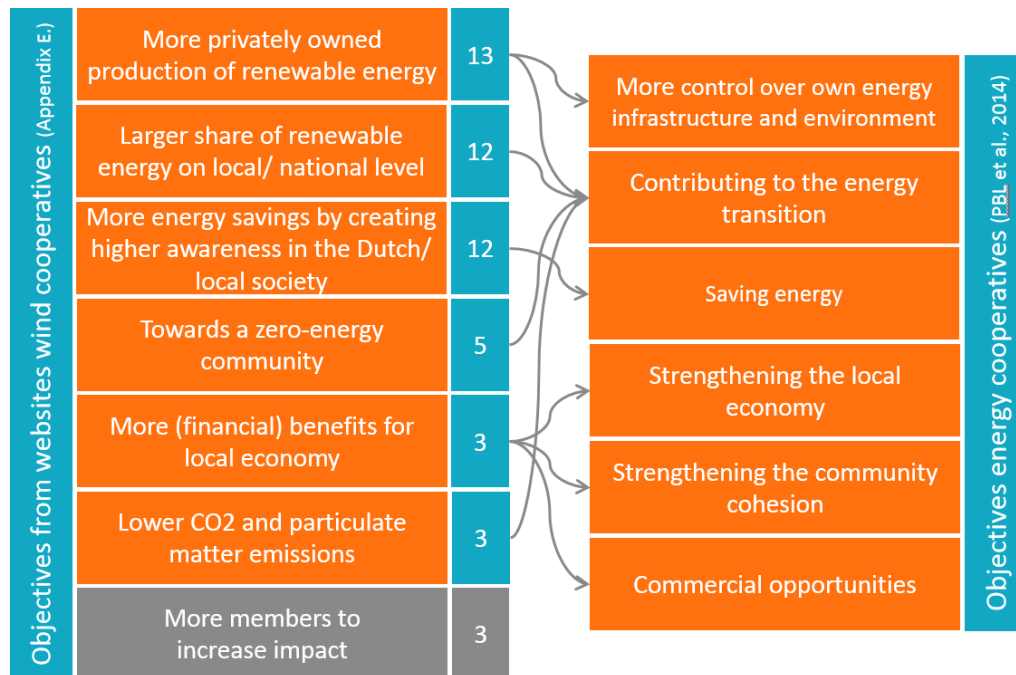 Objectives from websites wind cooperatives (Appendix E.)
More privately owned
production of renewable energy
13
Larger share of renewable
energy on local/ national level
12
More energy savings by creating
higher awareness in the Dutch/
local society
12
Towards a zero-energy
community
5
More (financial) benefits for
local economy
3
Lower CO2 and particulate
matter emissions
3
More members to
increase impact
3
More control over own energy
infrastructure and environment
Contributing to the energy
transition
Saving energy
Strengthening the local
economy
Strengthening the community
cohesion
Commercial opportunities
Objectives energy cooperatives (PBL et al., 2014)